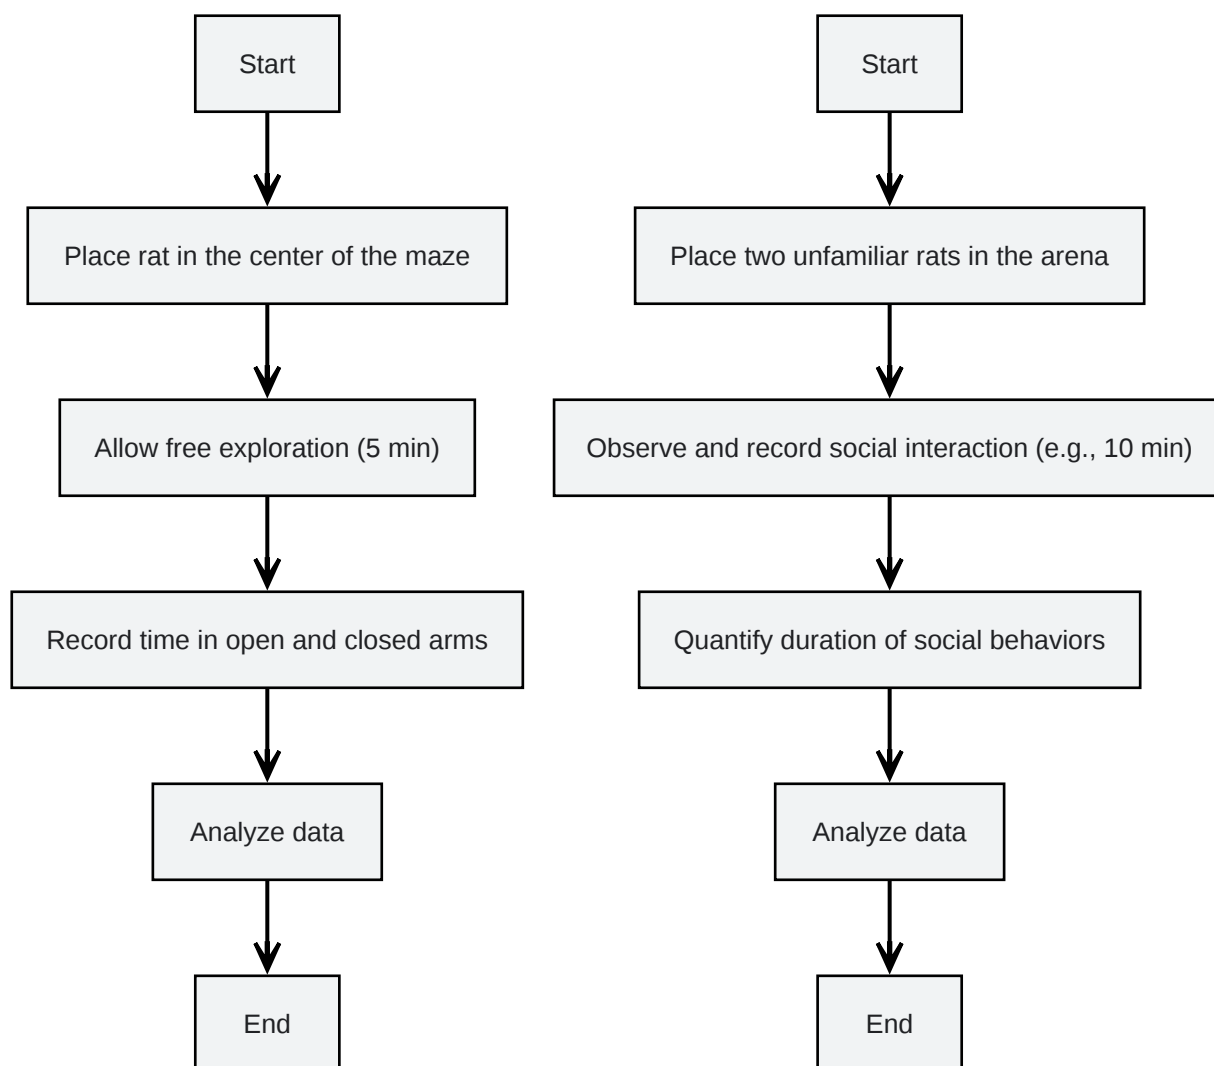 Start
Place rat in the center of the maze
Allow free exploration (5 min)
Record time in open and closed arms
Analyze data
End
Start
Place two unfamiliar rats in the arena
Observe and record social interaction (e.g., 10 min)
Quantify duration of social behaviors
Analyze data
End